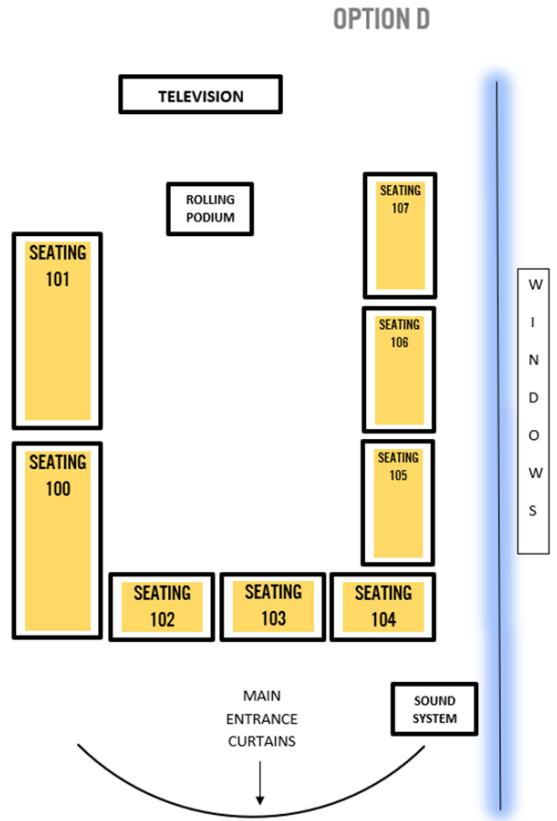 OPTION D
TELEVISION
ROLLING
PODIUM
SEATING
107
SEATING
101
SEATING
106
WINDOWS
SEATING
100
SEATING
105
SEATING
102
SEATING
103
SEATING
104
MAIN
ENTRANCE
CURTAINS
SOUND
SYSTEM